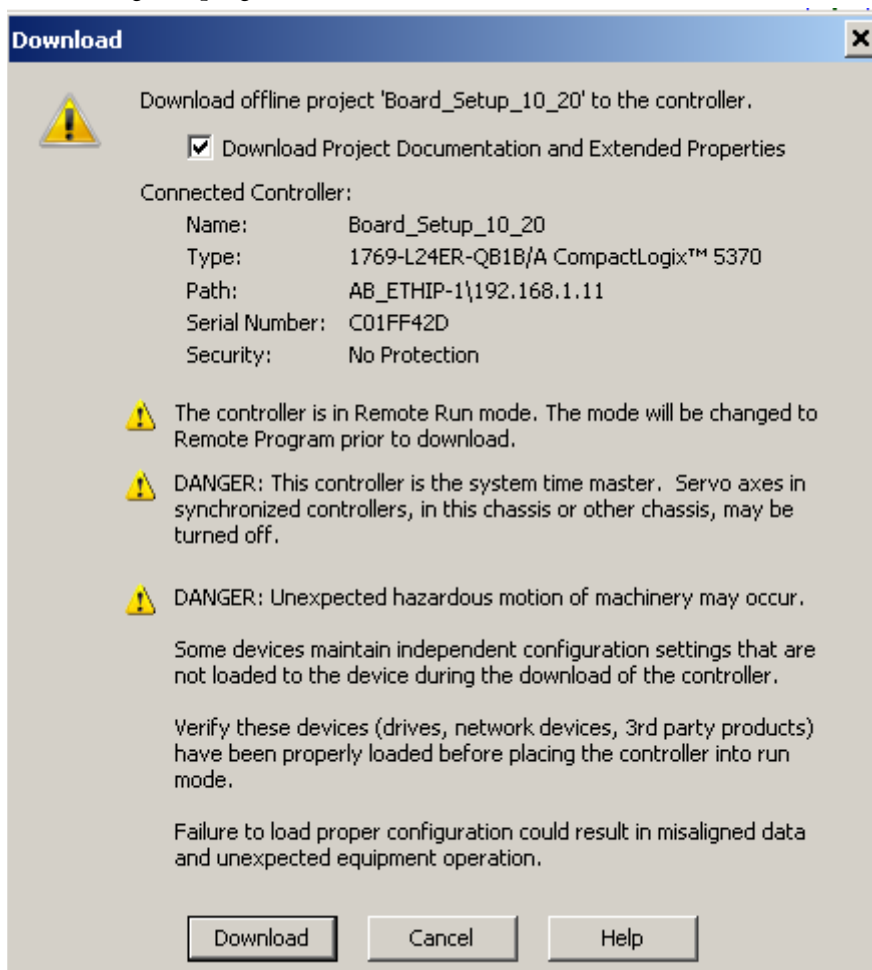 Download
Download offline project 'Board_Setup_10_20' to the controller.
Download Project Documentation and Extended Properties
Connected Controller:
Name: Board_Setup_10_20
Type: 1769-L24ER-QB1B/A CompactLogix™ 5370
Path: AB_ETHIP-1\192.168.1.11
Serial Number: C01FF42D
Security: No Protection
The controller is in Remote Run mode. The mode will be changed to
Remote Program prior to download.
DANGER: This controller is the system time master.  Servo axes in
synchronized controllers, in this chassis or other chassis, may be
turned off.
DANGER: Unexpected hazardous motion of machinery may occur.
Some devices maintain independent configuration settings that are
not loaded to the device during the download of the controller.
Verify these devices (drives, network devices, 3rd party products)
have been properly loaded before placing the controller into run
mode.
Failure to load proper configuration could result in misaligned data
and unexpected equipment operation.
Download Cancel Help